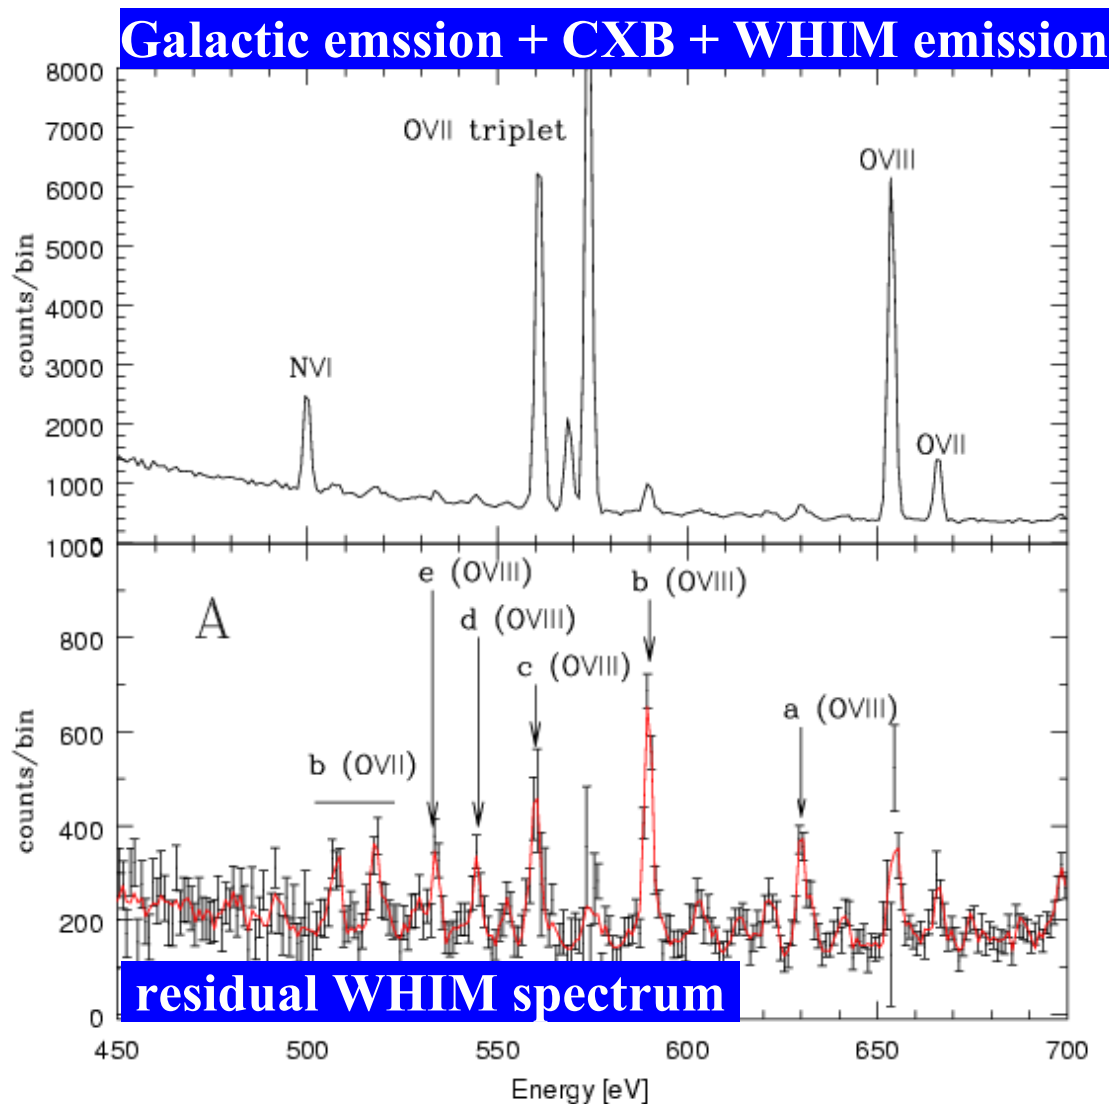 Galactic emssion + CXB + WHIM emission
8000
7000
6000
5000
4000
3000
2000
1000
0
counts/bin
OVII triplet
OVIII
NVI
OVII
1000
800
600
400
200
0
counts/bin
A
e (OVIII)
b (OVIII)
d (OVIII)
c (OVIII)
a (OVIII)
b (OVII)
residual WHIM spectrum
450 500 550 600 650 700
Energy [eV]